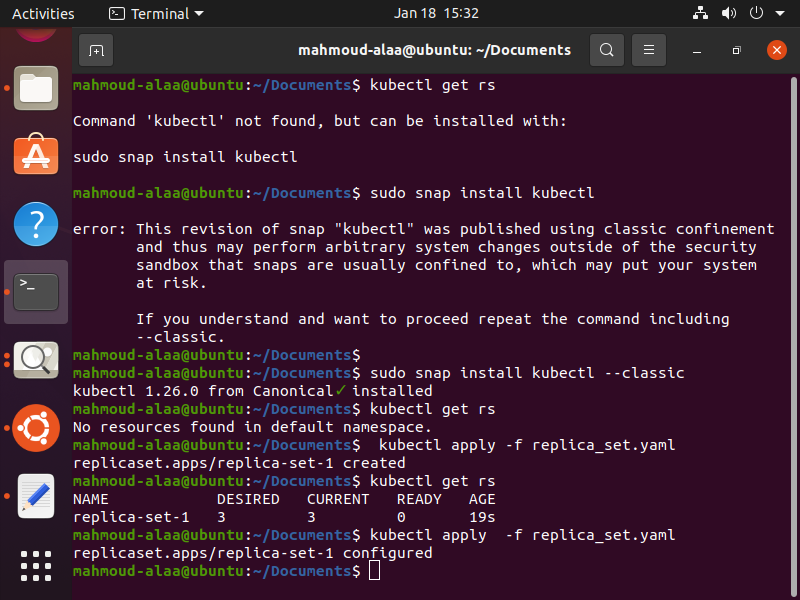 Activities
Terminal
Jan 18 15:32
mahmoud-alaa@ubuntu: ~/Documents
mahmoud-alaa@ubuntu:~/Documents$ kubectl get rs
Command 'kubectl' not found, but can be installed with:
sudo snap install kubectl
mahmoud-alaa@ubuntu:~/Documents$ sudo snap install kubectl
error: This revision of snap "kubectl" was published using classic confinement
and thus may perform arbitrary system changes outside of the security
sandbox that snaps are usually confined to, which may put your system
at risk.
If you understand and want to proceed repeat the command including
--classic.
mahmoud-alaa@ubuntu:~/Documents$
mahmoud-alaa@ubuntu:~/Documents$ sudo snap install kubectl --classic
kubectl 1.26.0 from Canonical✓ installed
mahmoud-alaa@ubuntu:~/Documents$ kubectl get rs
No resources found in default namespace.
mahmoud-alaa@ubuntu:~/Documents$  kubectl apply -f replica_set.yaml
replicaset.apps/replica-set-1 created
mahmoud-alaa@ubuntu:~/Documents$ kubectl get rs
NAME            DESIRED   CURRENT   READY   AGE
replica-set-1   3         3         0       19s
mahmoud-alaa@ubuntu:~/Documents$ kubectl apply  -f replica_set.yaml
replicaset.apps/replica-set-1 configured
mahmoud-alaa@ubuntu:~/Documents$